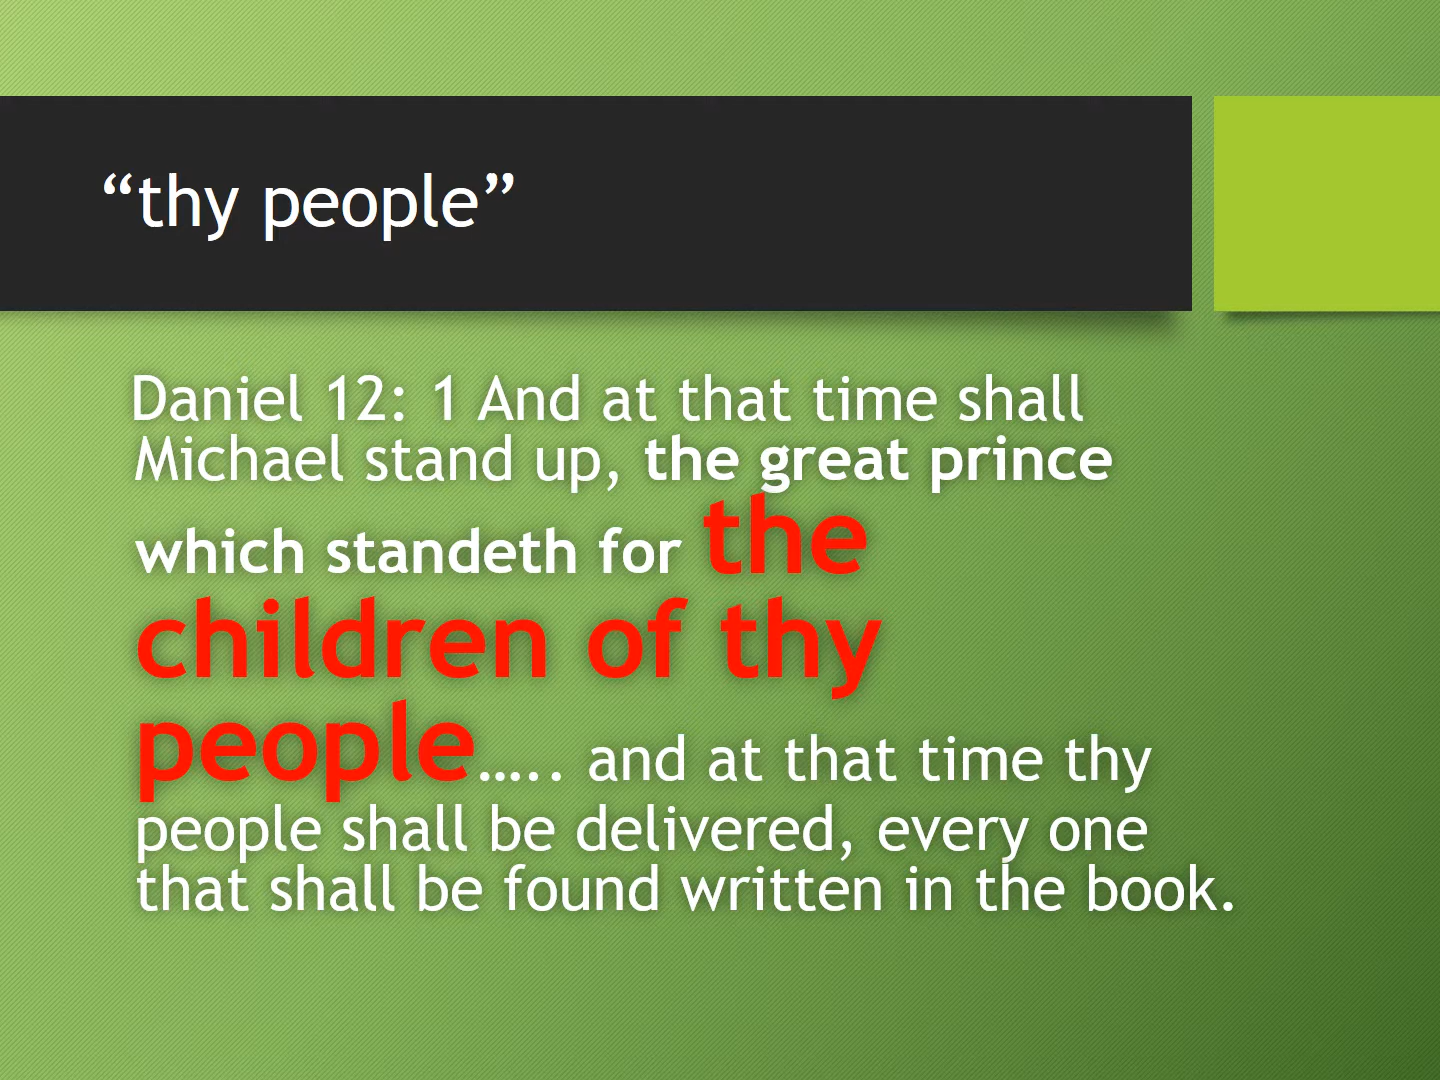 “thy people”
Daniel 12: 1 And at that time shall
Michael stand up, the great prince
which standeth for the
children of thy
people….. and at that time thy
people shall be delivered, every one
that shall be found written in the book.